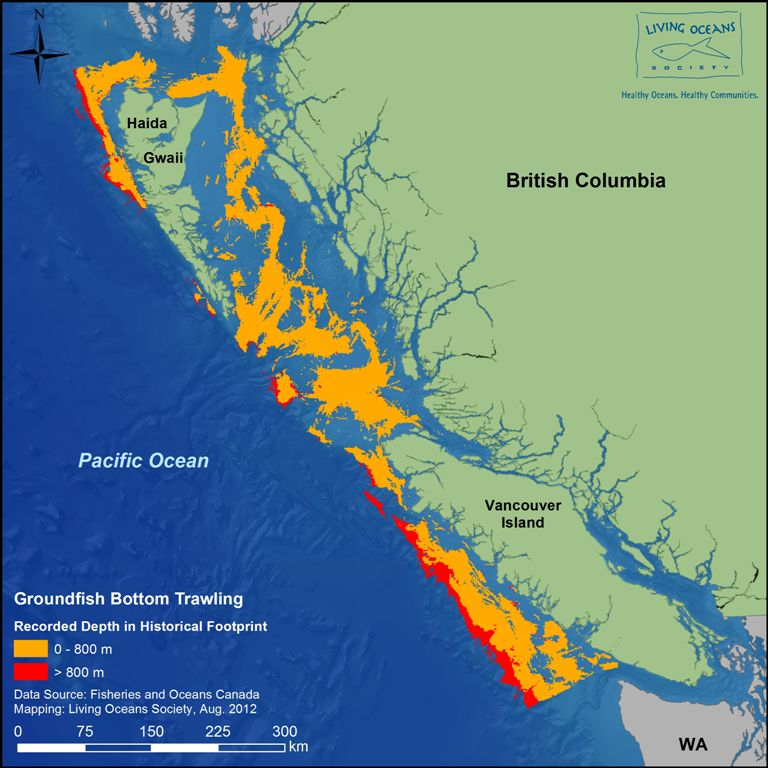 N
LIVING OCEANS
SOCIETY
Healthy Oceans. Healthy Communities.
Haida
Gwaii
British Columbia
Pacific Ocean
Vancouver
Island
Groundfish Bottom Trawling
Recorded Depth in Historical Footprint
0 - 800 m
> 800 m
Data Source: Fisheries and Oceans Canada
Mapping: Living Oceans Society, Aug. 2012
0 75 150 225 300
km
WA